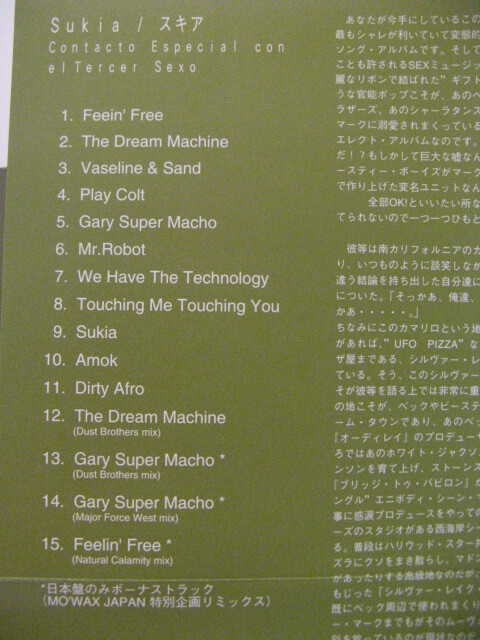 Sukia / スキア
Contacto Especial con
el Tercer Sexo
1. Feein' Free
2. The Dream Machine
3. Vaseline & Sand
4. Play Colt
5. Gary Super Macho
6. Mr.Robot
7. We Have The Technology
8. Touching Me Touching You
9. Sukia
10. Amok
11. Dirty Afro
12. The Dream Machine
(Dust Brothers mix)
13. Gary Super Macho *
(Dust Brothers mix)
14. Gary Super Macho *
(Major Force West mix)
15. Feelin' Free *
(Natural Calamity mix)
*日本盤のみボーナストラック
（MO'WAX JAPAN 特別企画リミックス）
あなたが今手にしているこの
最もシャレが利いていて変態的
ソング・アルバムです。そして
ことも許されるSEXミュージッ
麗なリボンで結ばれた"ギフト
うな官能ポップこそが、あのベ
ラザーズ、あのシャーラタンス
マークに溺愛されまくっている
エレクト・アルバムなのです。
だ！？もしかして巨大な嘘なん
ースティー・ボーイズがマーク
で作り上げた変名ユニットなん
全部OK!といいたい所な
てられないので一つ一つひもと
彼等は南カリフォルニアのカ
り、いつものように談笑しなが
違う結論を持ち出した自分達に
についた。「そっかあ、俺達、
かあ・・・・・。」
ちなみにこのカマリロという地
があれば、" UFO PIZZA" な
ザ屋まである、シルヴァー・レ
ている。そう、このシルヴァー
そが彼等を語る上では非常に重
の地こそが、ベックやビーステ
ーム・タウンであり、あのベッ
『オーディレイ』のプロデューサ
ろではあのホワイト・ジャクソ
ンソンを育て上げ、ストーンズ
『ブリッジ・トゥ・バビロン』が
ングル" エニボディ・シーン・マ
事に感涙プロデュースをやっての
ーズのスタジオがある西海岸シー
る。普段はハリウッド・スター共
ズラにクソをまき散らし、マドン
があったりする高級地なのだが、
もじった「シルヴァー・レイク・
既にベック周辺で使われまくり
ー・マークまでもがそのムーヴ